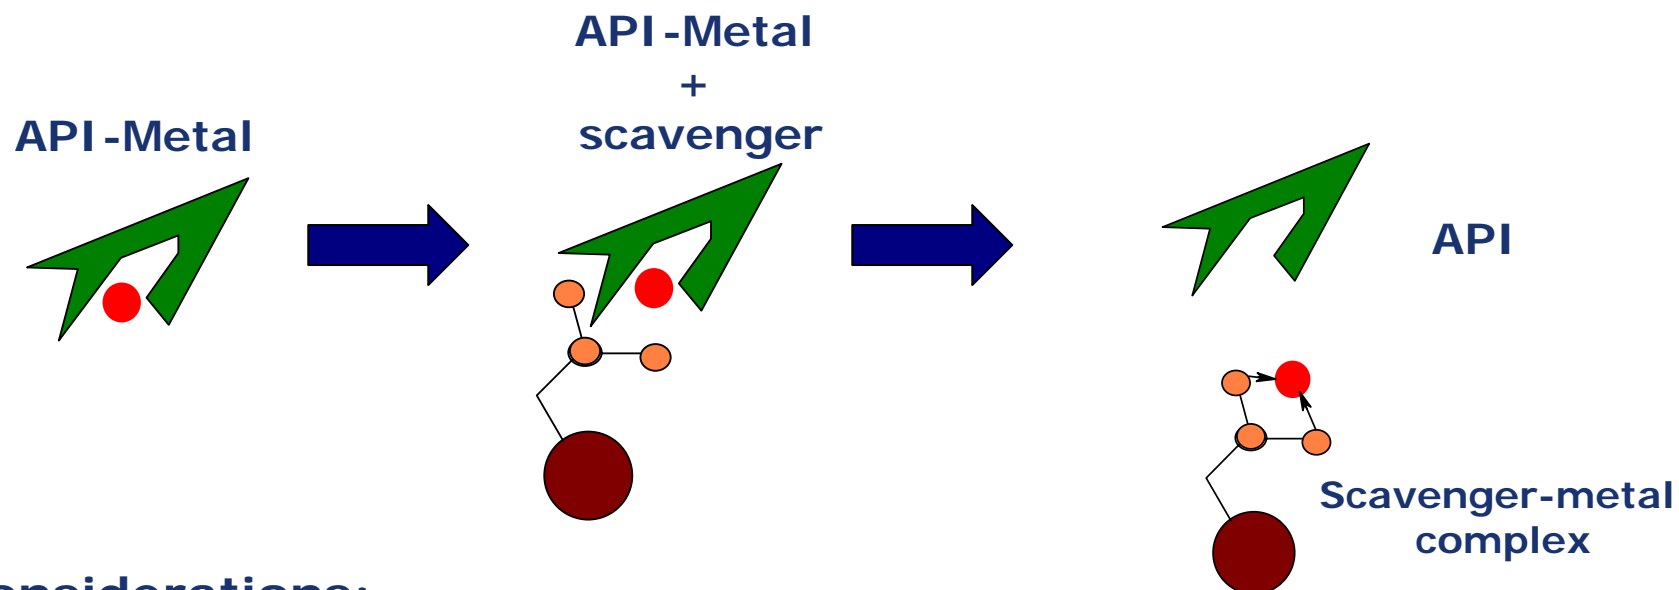 API-Metal
API-Metal
+
scavenger
API
Scavenger-metal
complex